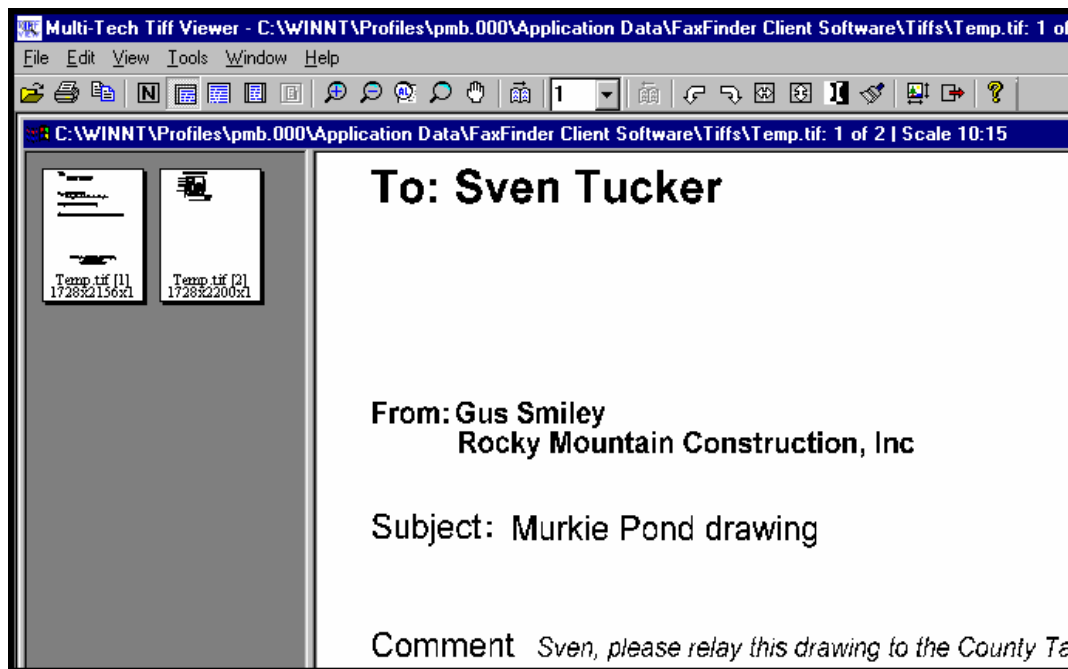 Multi-Tech Tiff Viewer - C:\WINNT\Profiles\pmb.000\Application Data\FaxFinder Client Software\Tiffs\Temp.tif: 1 of
File Edit View Tools Window Help
N 1
C:\WINNT\Profiles\pmb.000\Application Data\FaxFinder Client Software\Tiffs\Temp.tif: 1 of 2 | Scale 10:15
Temp.tif [1]
1728x2156x1
Temp.tif [2]
1728x2200x1
To: Sven Tucker
From: Gus Smiley
Rocky Mountain Construction, Inc
Subject: Murkie Pond drawing
Comment Sven, please relay this drawing to the County Ta